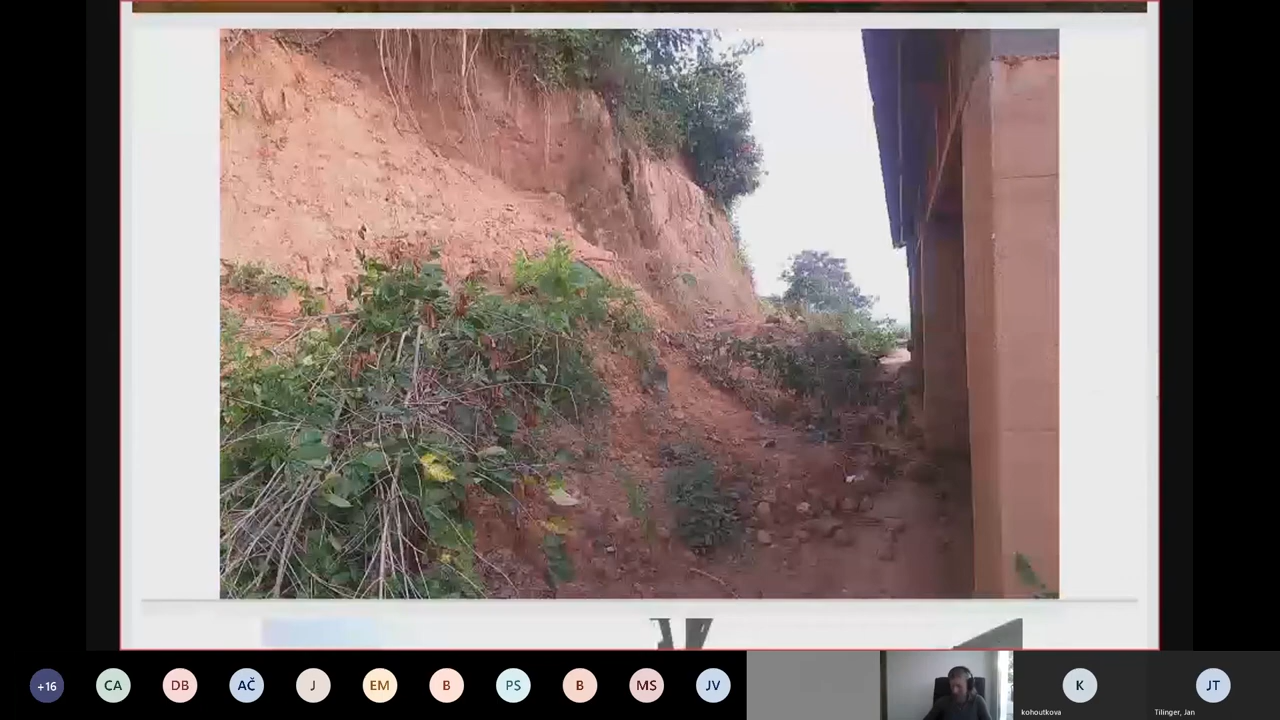 +16
CA
DB
AČ
J
EM
B
PS
B
MS
JV
K
JT
kohoutkova
Tilinger, Jan